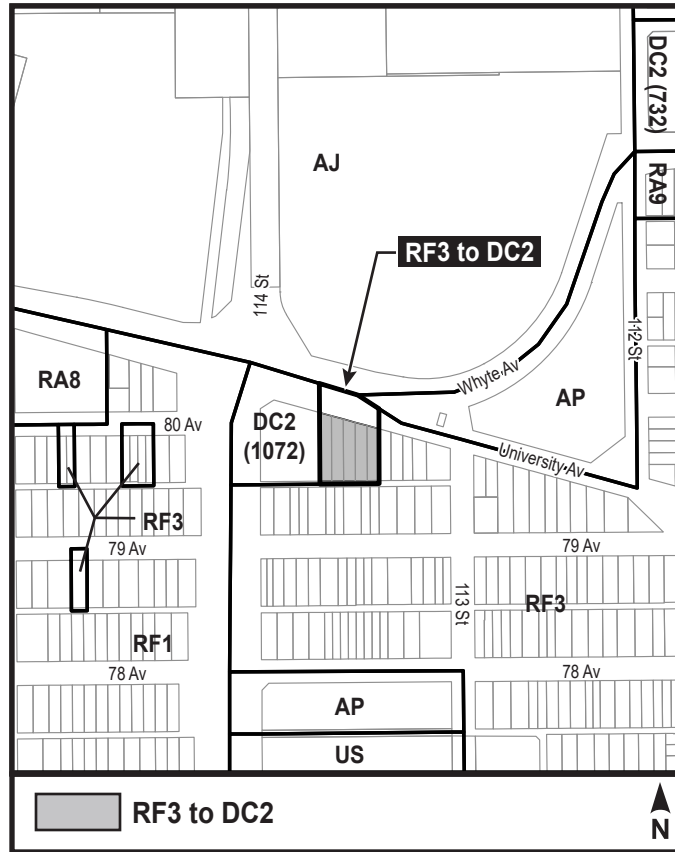 DC2 (732)
AJ
RA9
RF3 to DC2
114 St
112 St
RA8
Whyte Av
AP
80 Av
DC2
(1072)
University Av
RF3
79 Av
79 Av
113 St
RF3
RF1
78 Av
78 Av
AP
US
RF3 to DC2
N